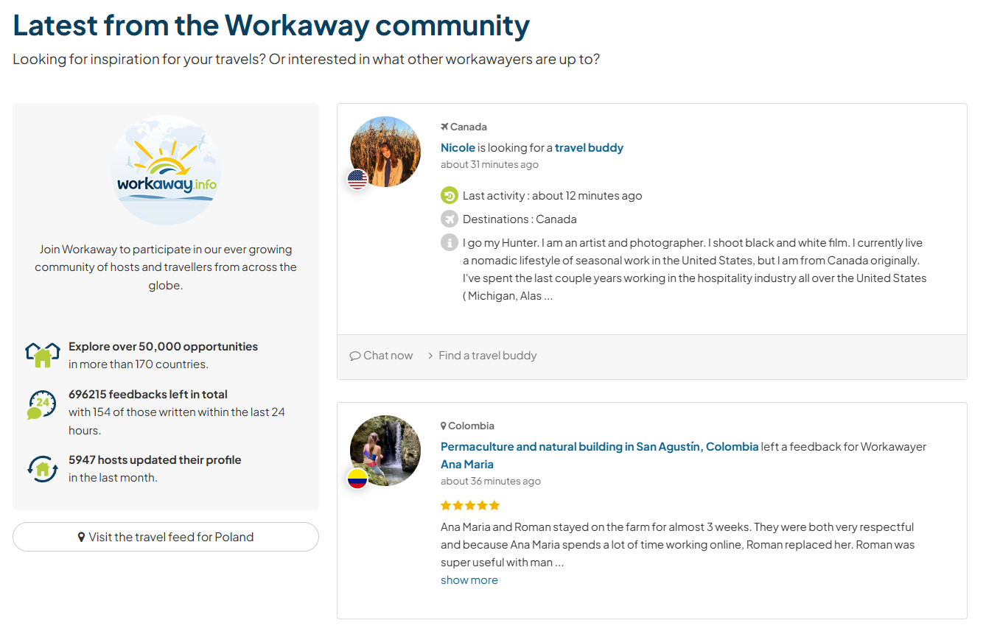 Latest from the Workaway community
Looking for inspiration for your travels? Or interested in what other workawayers are up to?
workaway.info
Join Workaway to participate in our ever growing
community of hosts and travellers from across the
globe.
Explore over 50,000 opportunities
in more than 170 countries.
24
696215 feedbacks left in total
with 154 of those written within the last 24
hours.
5947 hosts updated their profile
in the last month.
Visit the travel feed for Poland
Canada
Nicole is looking for a travel buddy
about 31 minutes ago
Last activity : about 12 minutes ago
Destinations : Canada
I go my Hunter. I am an artist and photographer. I shoot black and white film. I currently live
a nomadic lifestyle of seasonal work in the United States, but I am from Canada originally.
I've spent the last couple years working in the hospitality industry all over the United States
( Michigan, Alas ...
Chat now > Find a travel buddy
Colombia
Permaculture and natural building in San Agustín, Colombia left a feedback for Workawayer
Ana Maria
about 36 minutes ago
Ana Maria and Roman stayed on the farm for almost 3 weeks. They were both very respectful
and because Ana Maria spends a lot of time working online, Roman replaced her. Roman was
super useful with man ...
show more